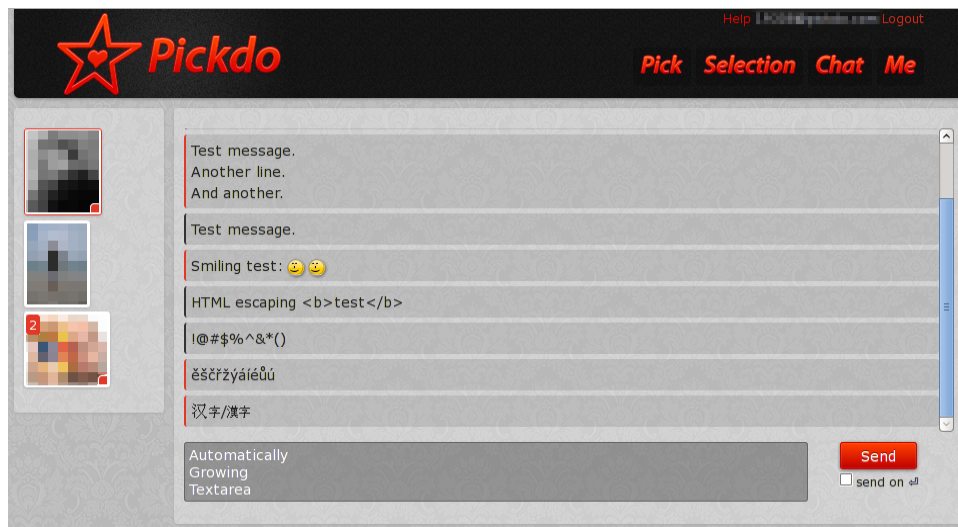 Help
Logout
Pickdo
Pick Selection Chat Me
Test message.
Another line.
And another.
Test message.
Smiling test:
HTML escaping <b>test</b>
!@#$%^&*()
ěščřžýáíéůú
汉字/漢字
2
Automatically
Growing
Textarea
Send
send on ⏎